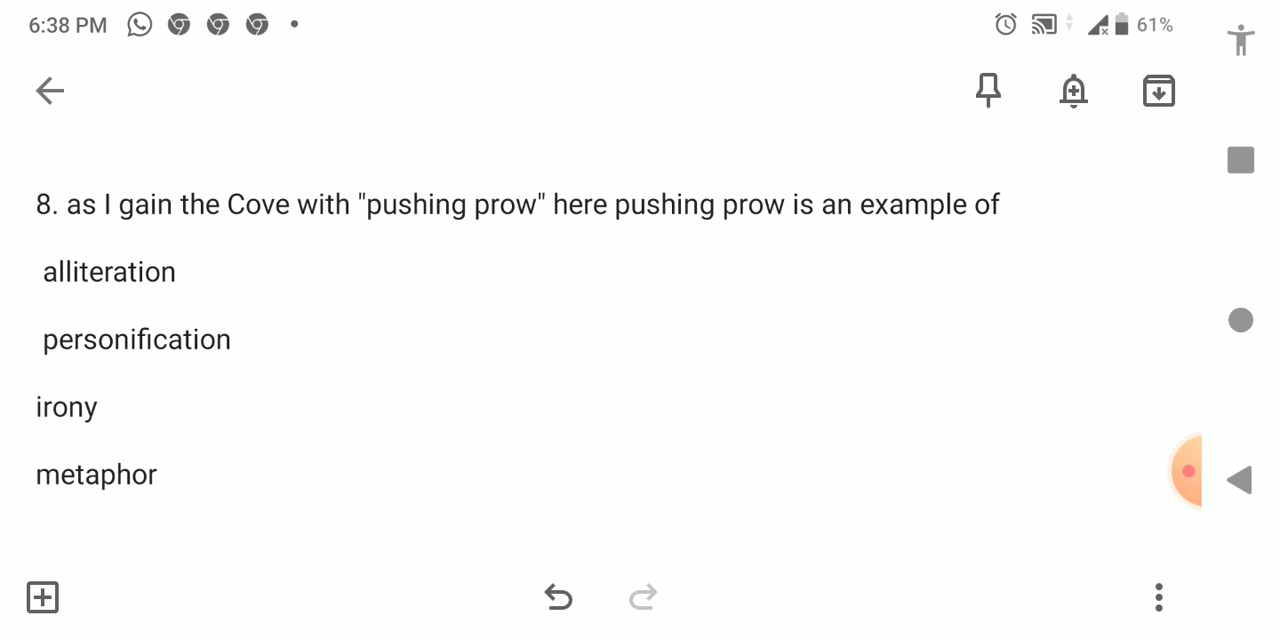 6:38 PM 61%
8. as I gain the Cove with "pushing prow" here pushing prow is an example of
alliteration
personification
irony
metaphor